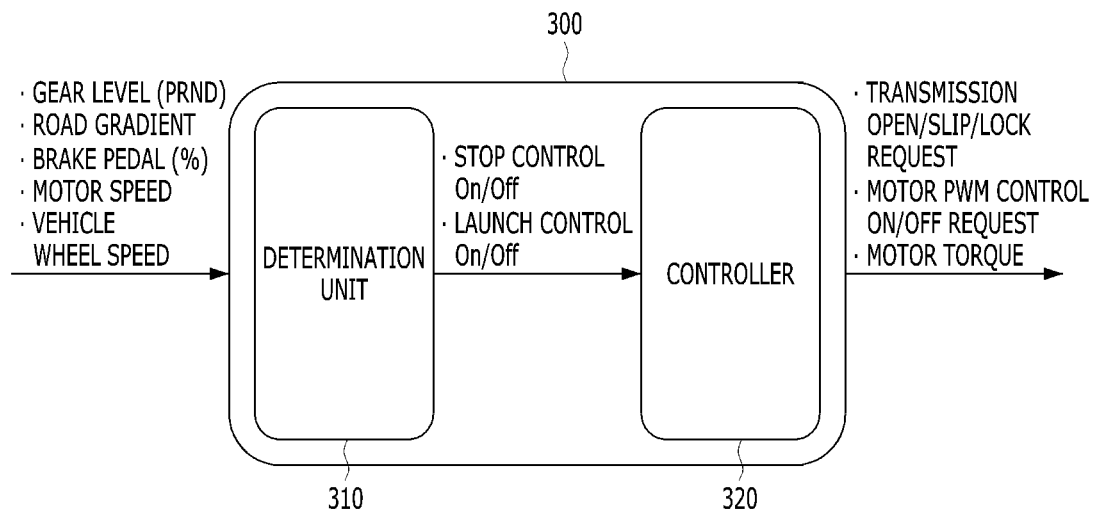 300
· GEAR LEVEL (PRND)
· ROAD GRADIENT
· BRAKE PEDAL (%)
· MOTOR SPEED
· VEHICLE
WHEEL SPEED
DETERMINATION
UNIT
· STOP CONTROL
On/Off
· LAUNCH CONTROL
On/Off
CONTROLLER
· TRANSMISSION
OPEN/SLIP/LOCK
REQUEST
· MOTOR PWM CONTROL
ON/OFF REQUEST
· MOTOR TORQUE
310
320